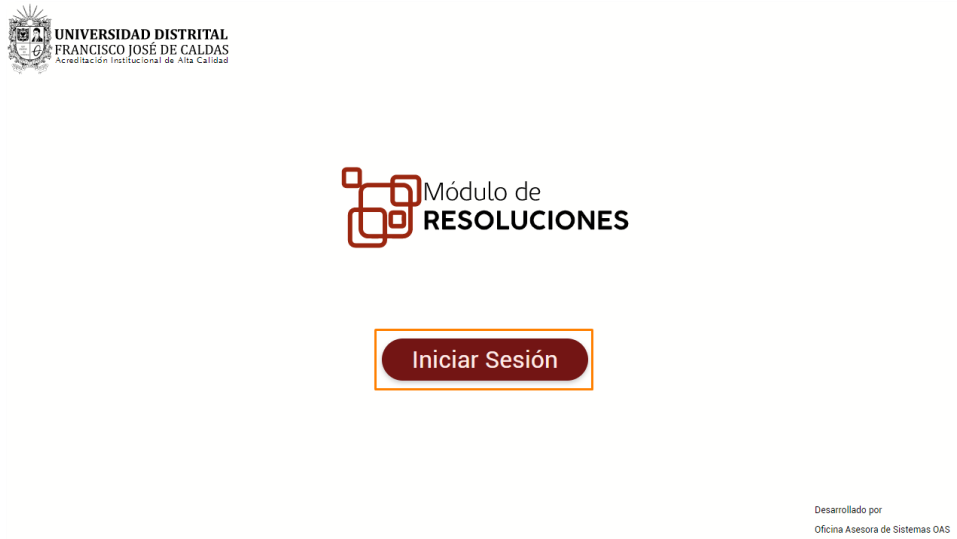 UNIVERSIDAD DISTRITAL
FRANCISCO JOSÉ DE CALDAS
Acreditación Institucional de Alta Calidad
Módulo de
RESOLUCIONES
Iniciar Sesión
Desarrollado por
Oficina Asesora de Sistemas OAS